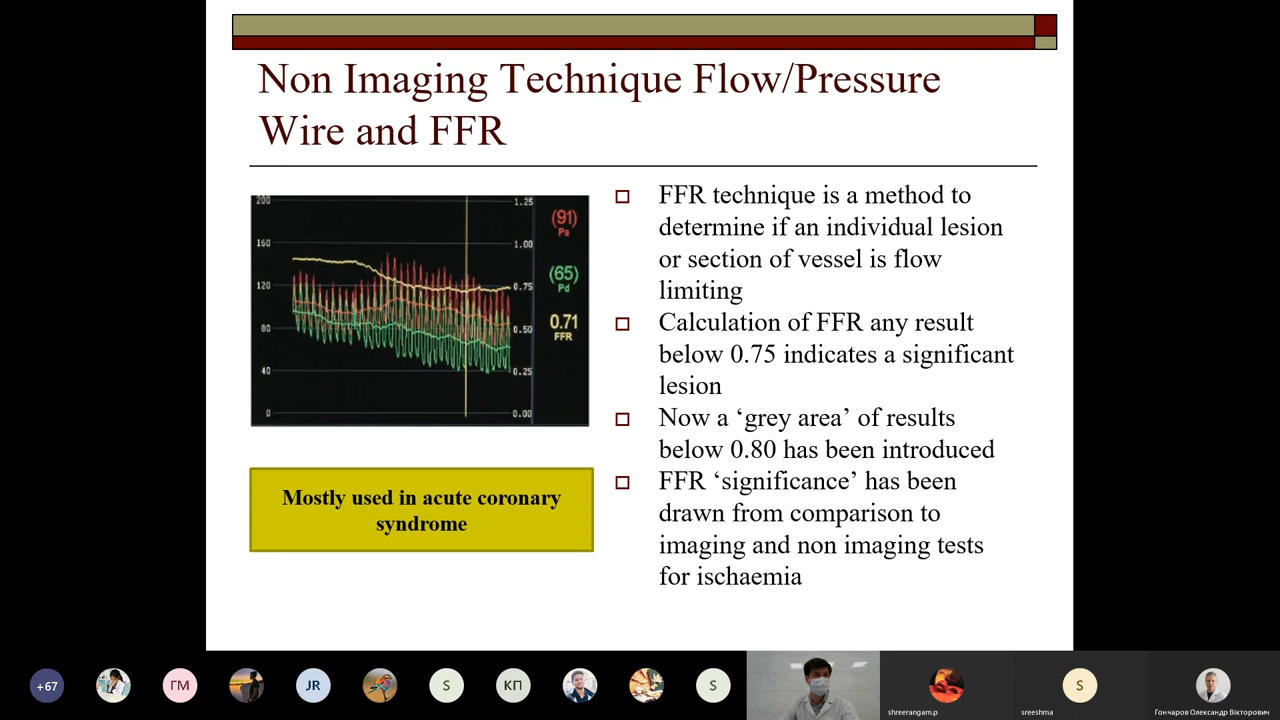 Non Imaging Technique Flow/Pressure
Wire and FFR
200
160
120
80
40
0
1.25
1.00
0.75
0.50
0.25
0.00
(91)
Pa
(65)
Pd
0.71
FFR
Mostly used in acute coronary
syndrome
FFR technique is a method to
determine if an individual lesion
or section of vessel is flow
limiting
Calculation of FFR any result
below 0.75 indicates a significant
lesion
Now a ‘grey area’ of results
below 0.80 has been introduced
FFR ‘significance’ has been
drawn from comparison to
imaging and non imaging tests
for ischaemia
+67
ГМ
JR
S
КП
S
S
shreerangam.p
sreeshma
Гончаров Олександр Вікторович